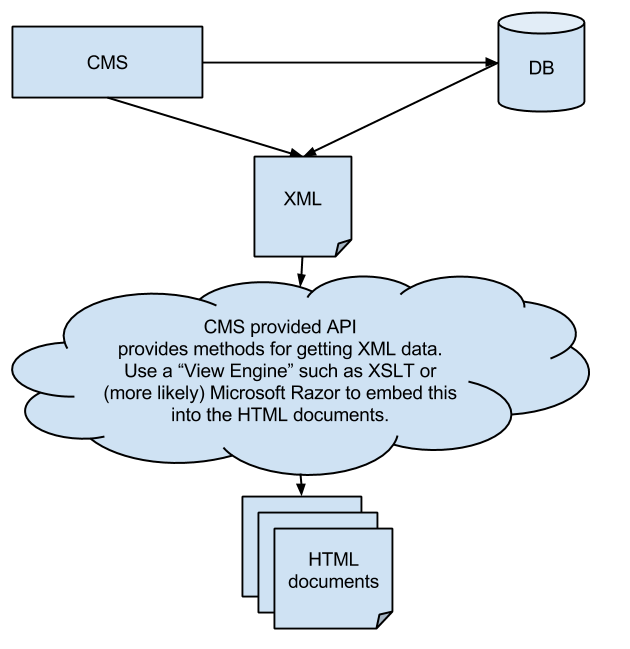 CMS
DB
XML
CMS provided API
provides methods for getting XML data.
Use a “View Engine” such as XSLT or
(more likely) Microsoft Razor to embed this
into the HTML documents.
HTML
documents